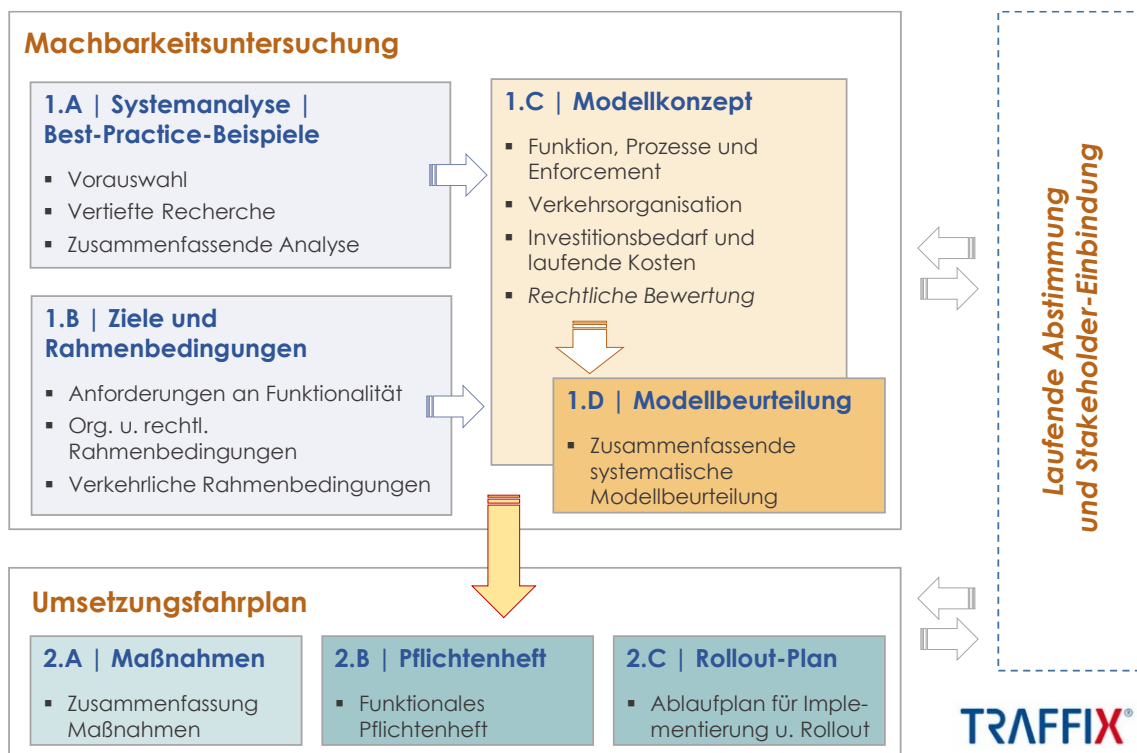 Machbarkeitsuntersuchung
1.A | Systemanalyse |
Best-Practice-Beispiele
▪ Vorauswahl
▪ Vertiefte Recherche
▪ Zusammenfassende Analyse
1.B | Ziele und
Rahmenbedingungen
▪ Anforderungen an Funktionalität
▪ Org. u. rechtl.
Rahmenbedingungen
▪ Verkehrliche Rahmenbedingungen
1.C | Modellkonzept
▪ Funktion, Prozesse und
Enforcement
▪ Verkehrsorganisation
▪ Investitionsbedarf und
laufende Kosten
▪ Rechtliche Bewertung
1.D | Modellbeurteilung
▪ Zusammenfassende
systematische
Modellbeurteilung
Umsetzungsfahrplan
2.A | Maßnahmen
▪ Zusammenfassung
Maßnahmen
2.B | Pflichtenheft
▪ Funktionales
Pflichtenheft
2.C | Rollout-Plan
▪ Ablaufplan für Imple-
mentierung u. Rollout
Laufende Abstimmung
und Stakeholder-Einbindung
TRAFFIX®